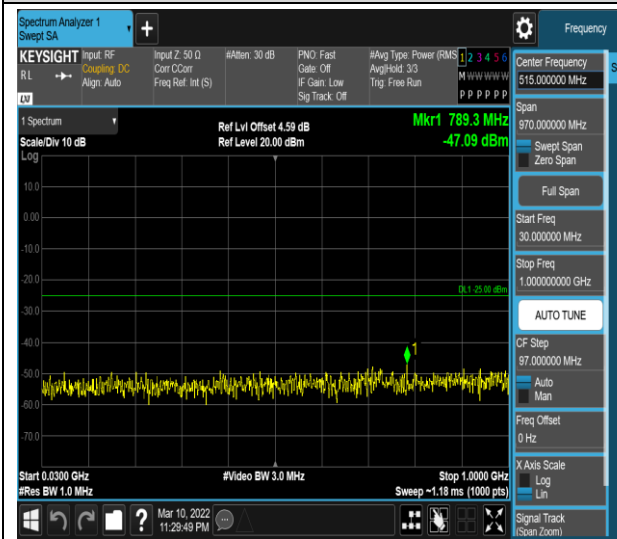 Spectrum Analyzer 1
Swept SA
+
Frequency
KEYSIGHT
RL
LXI
Input: RF
Coupling: DC
Align: Auto
Input Z: 50 Ω
Corr CCorr
Freq Ref: Int (S)
#Atten: 30 dB
PNO: Fast
Gate: Off
IF Gain: Low
Sig Track: Off
#Avg Type: Power (RMS
Avg|Hold: 3/3
Trig: Free Run
1 2 3 4 5 6
M W W W W W
P P P P P P
1 Spectrum
Scale/Div 10 dB
Log
Ref Lvl Offset 4.59 dB
Ref Level 20.00 dBm
Mkr1 789.3 MHz
-47.09 dBm
10.0
0.00
-10.0
-20.0
DL1 -25.00 dBm
-30.0
-40.0
1
-50.0
-60.0
-70.0
Start 0.0300 GHz
#Res BW 1.0 MHz
#Video BW 3.0 MHz
Stop 1.0000 GHz
Sweep ~1.18 ms (1000 pts)
?
Mar 10, 2022
11:29:49 PM
Center Frequency
515.000000 MHz
S
Span
970.000000 MHz
Swept Span
Zero Span
Full Span
Start Freq
30.000000 MHz
Stop Freq
1.000000000 GHz
AUTO TUNE
CF Step
97.000000 MHz
Auto
Man
Freq Offset
0 Hz
X Axis Scale
Log
Lin
Signal Track
(Span Zoom)